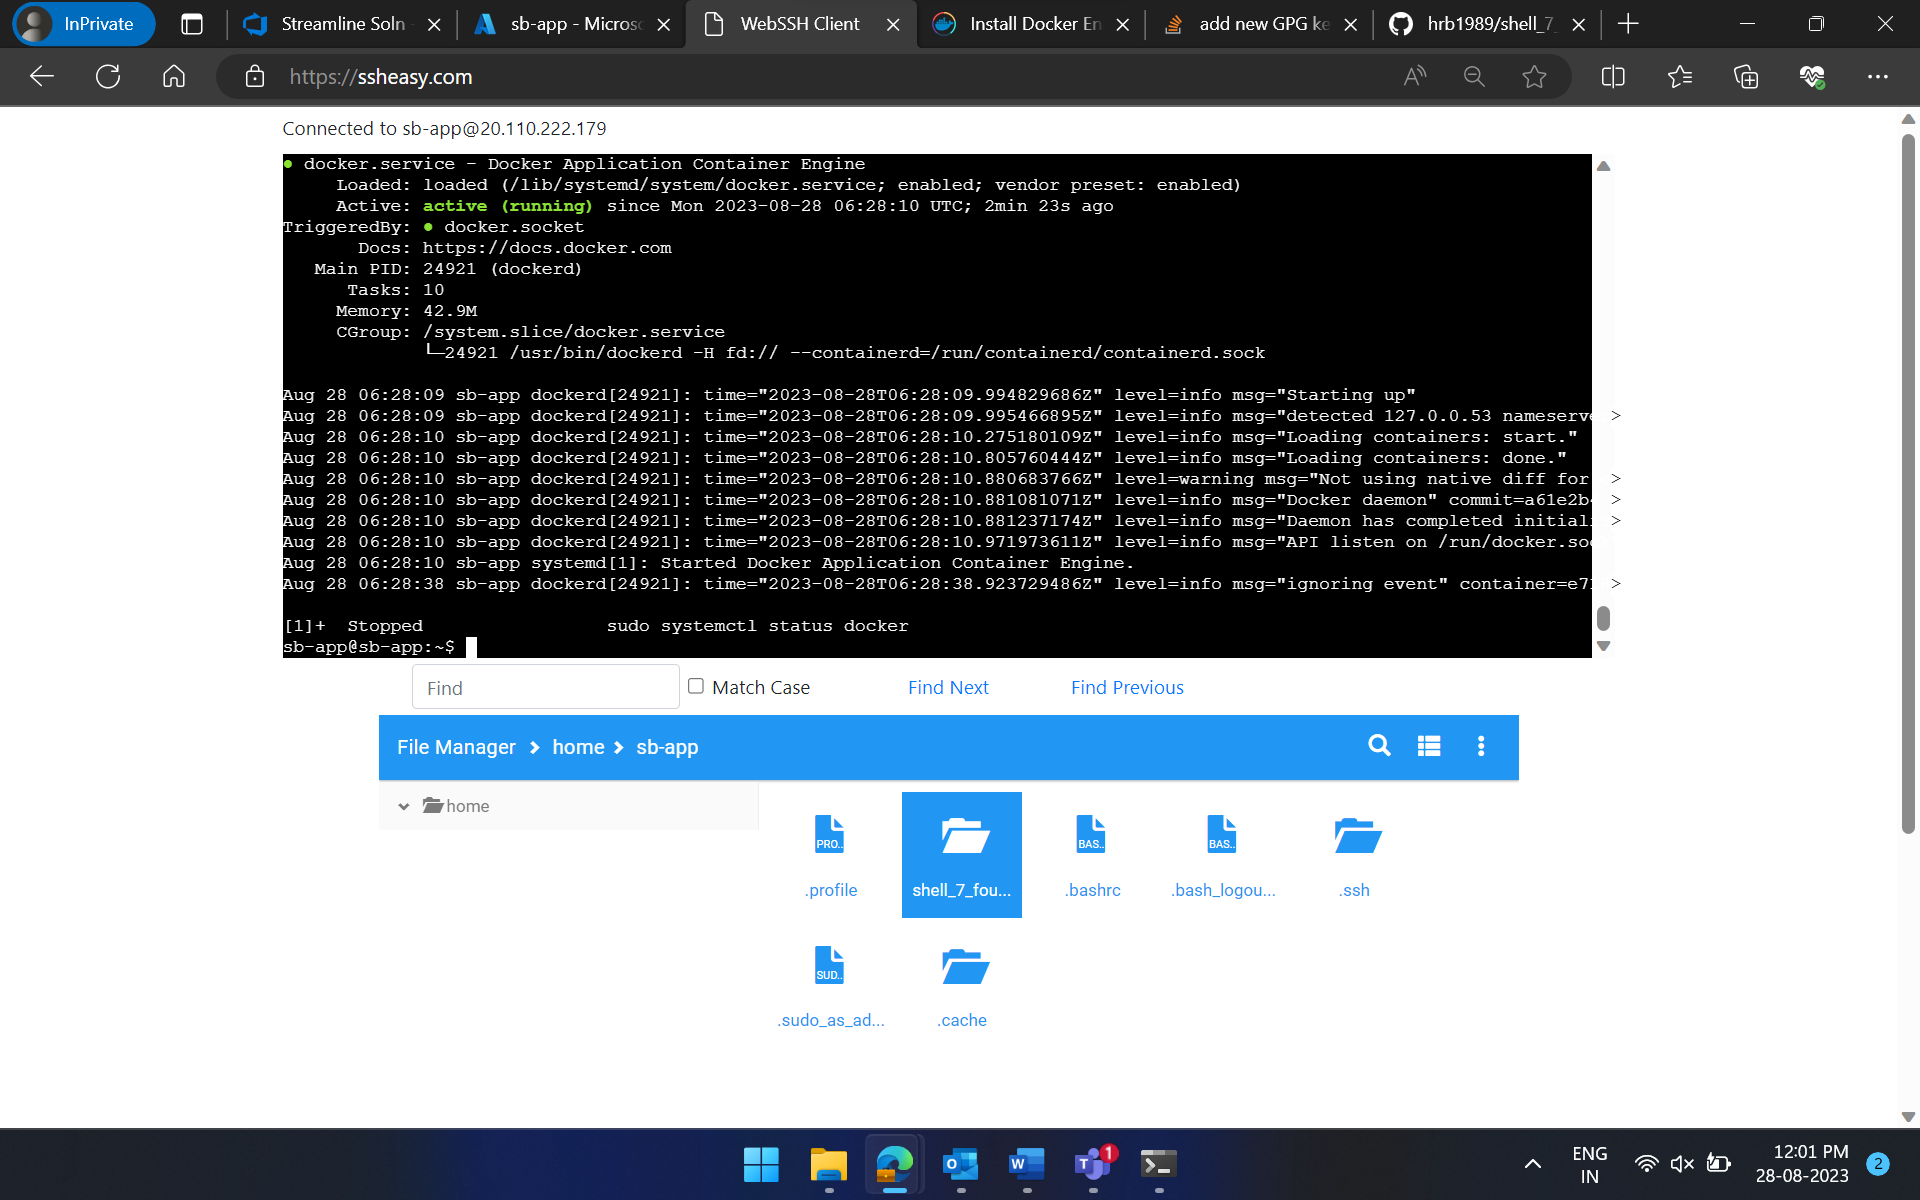 InPrivate
Streamline Soln
sb-app - Microso
WebSSH Client
Install Docker En
add new GPG ke
hrb1989/shell_7_
https://ssheasy.com
Connected to sb-app@20.110.222.179
● docker.service - Docker Application Container Engine
Loaded: loaded (/lib/systemd/system/docker.service; enabled; vendor preset: enabled)
Active: active (running) since Mon 2023-08-28 06:28:10 UTC; 2min 23s ago
TriggeredBy: ● docker.socket
Docs: https://docs.docker.com
Main PID: 24921 (dockerd)
Tasks: 10
Memory: 42.9M
CGroup: /system.slice/docker.service
└─24921 /usr/bin/dockerd -H fd:// --containerd=/run/containerd/containerd.sock
Aug 28 06:28:09 sb-app dockerd[24921]: time="2023-08-28T06:28:09.994829686Z" level=info msg="Starting up"
Aug 28 06:28:09 sb-app dockerd[24921]: time="2023-08-28T06:28:09.995466895Z" level=info msg="detected 127.0.0.53 nameserve>
Aug 28 06:28:10 sb-app dockerd[24921]: time="2023-08-28T06:28:10.275180109Z" level=info msg="Loading containers: start."
Aug 28 06:28:10 sb-app dockerd[24921]: time="2023-08-28T06:28:10.805760444Z" level=info msg="Loading containers: done."
Aug 28 06:28:10 sb-app dockerd[24921]: time="2023-08-28T06:28:10.880683766Z" level=warning msg="Not using native diff for >
Aug 28 06:28:10 sb-app dockerd[24921]: time="2023-08-28T06:28:10.881081071Z" level=info msg="Docker daemon" commit=a61e2b4>
Aug 28 06:28:10 sb-app dockerd[24921]: time="2023-08-28T06:28:10.881237174Z" level=info msg="Daemon has completed initiali>
Aug 28 06:28:10 sb-app dockerd[24921]: time="2023-08-28T06:28:10.971973611Z" level=info msg="API listen on /run/docker.soc
Aug 28 06:28:10 sb-app systemd[1]: Started Docker Application Container Engine.
Aug 28 06:28:38 sb-app dockerd[24921]: time="2023-08-28T06:28:38.923729486Z" level=info msg="ignoring event" container=e7>
[1]+ Stopped sudo systemctl status docker
sb-app@sb-app:~$
Find
Match Case
Find Next
Find Previous
File Manager > home > sb-app
home
PRO..
BAS..
BAS..
.profile
shell_7_fou...
.bashrc
.bash_logou...
.ssh
SUD..
.sudo_as_ad...
.cache
1
ENG
IN
12:01 PM
28-08-2023
2